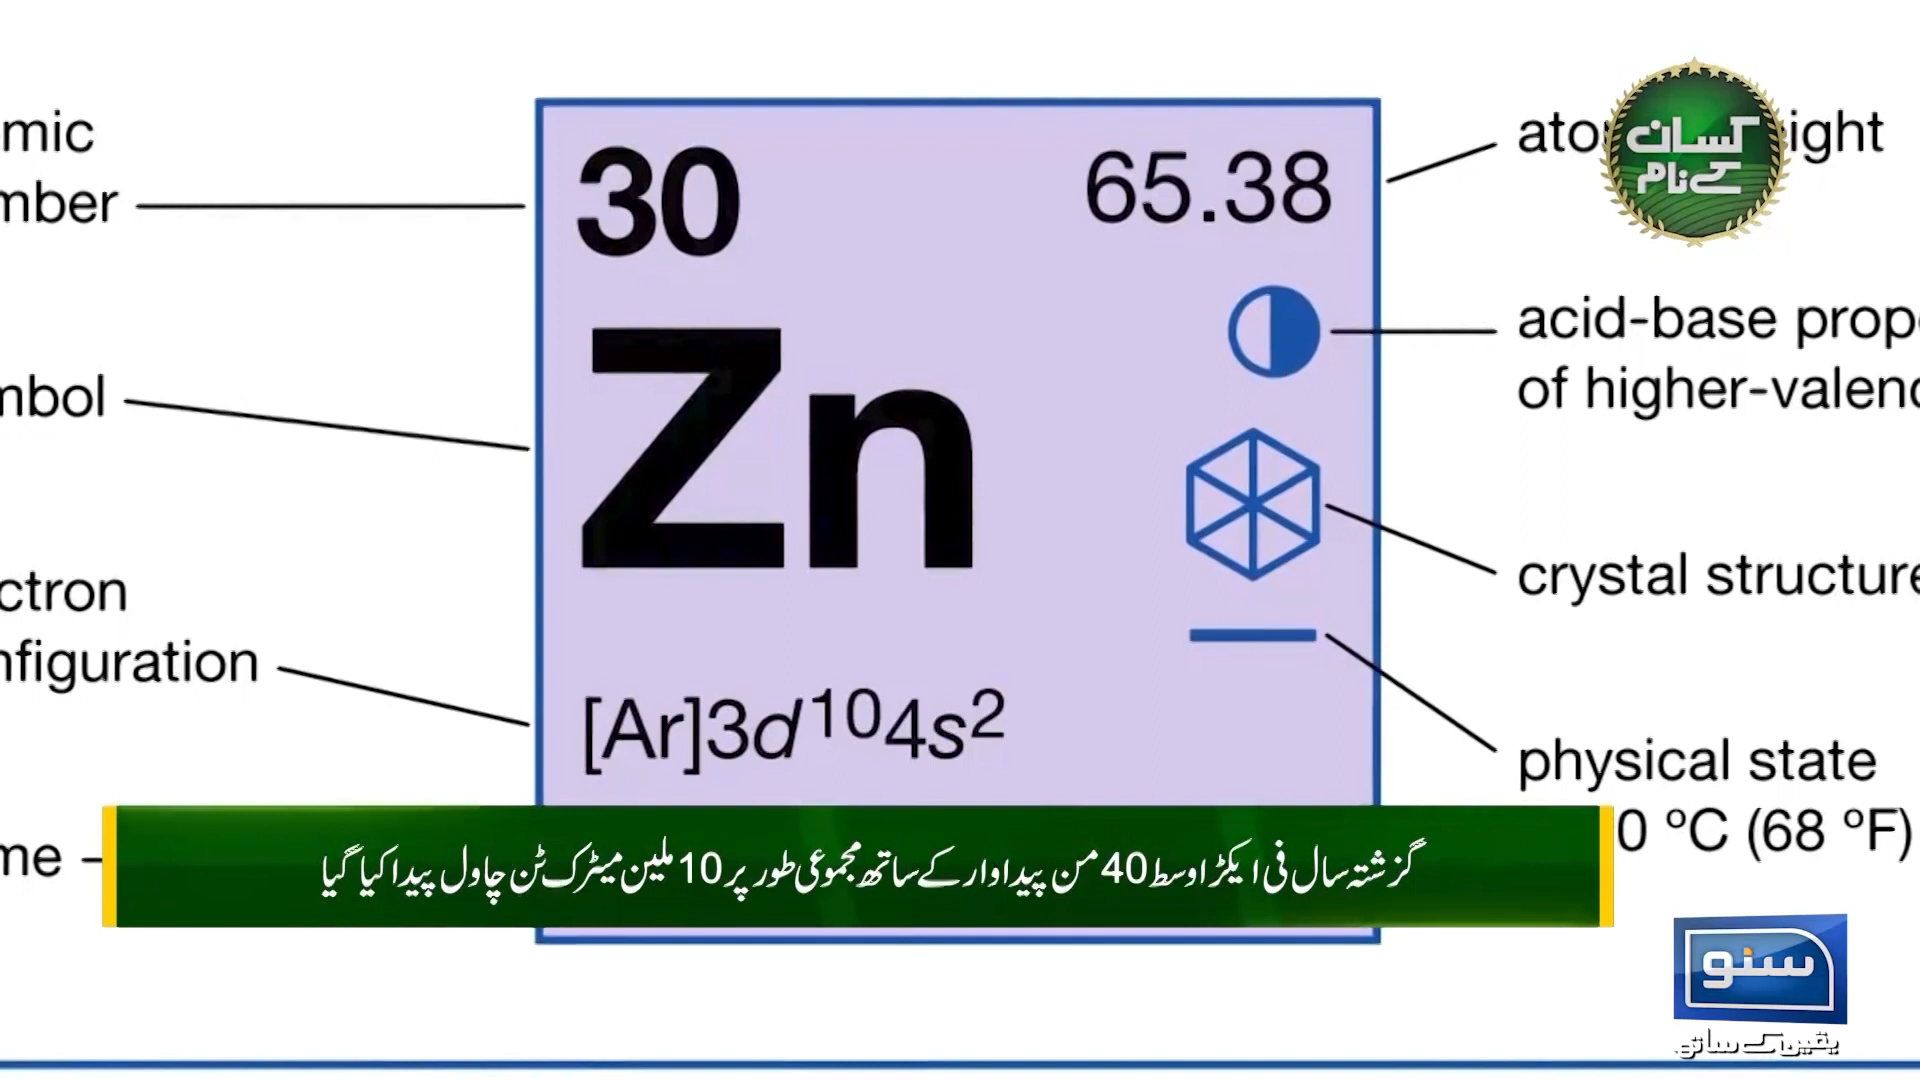 mic
mber
mbol
ctron
nfiguration
me
30
65.38
Zn
[Ar]3d¹⁰4s²
ight
acid-base prop
of higher-valenc
crystal structure
physical state
0 °C (68 °F)
کسان
کے نام
گزشتہ سال فی ایکڑ اوسط 40 من پیداوار کے ساتھ مجموعی طور پر 10 ملین میٹرک ٹن چاول پیدا کیا گیا
سنو
یقین کے ساتھ